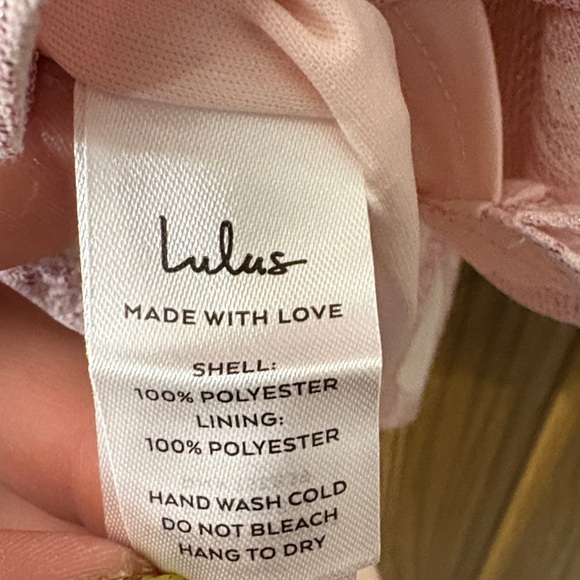 Lulus
MADE WITH LOVE
SHELL:
100% POLYESTER
LINING:
100% POLYESTER
HAND WASH COLD
DO NOT BLEACH
HANG TO DRY